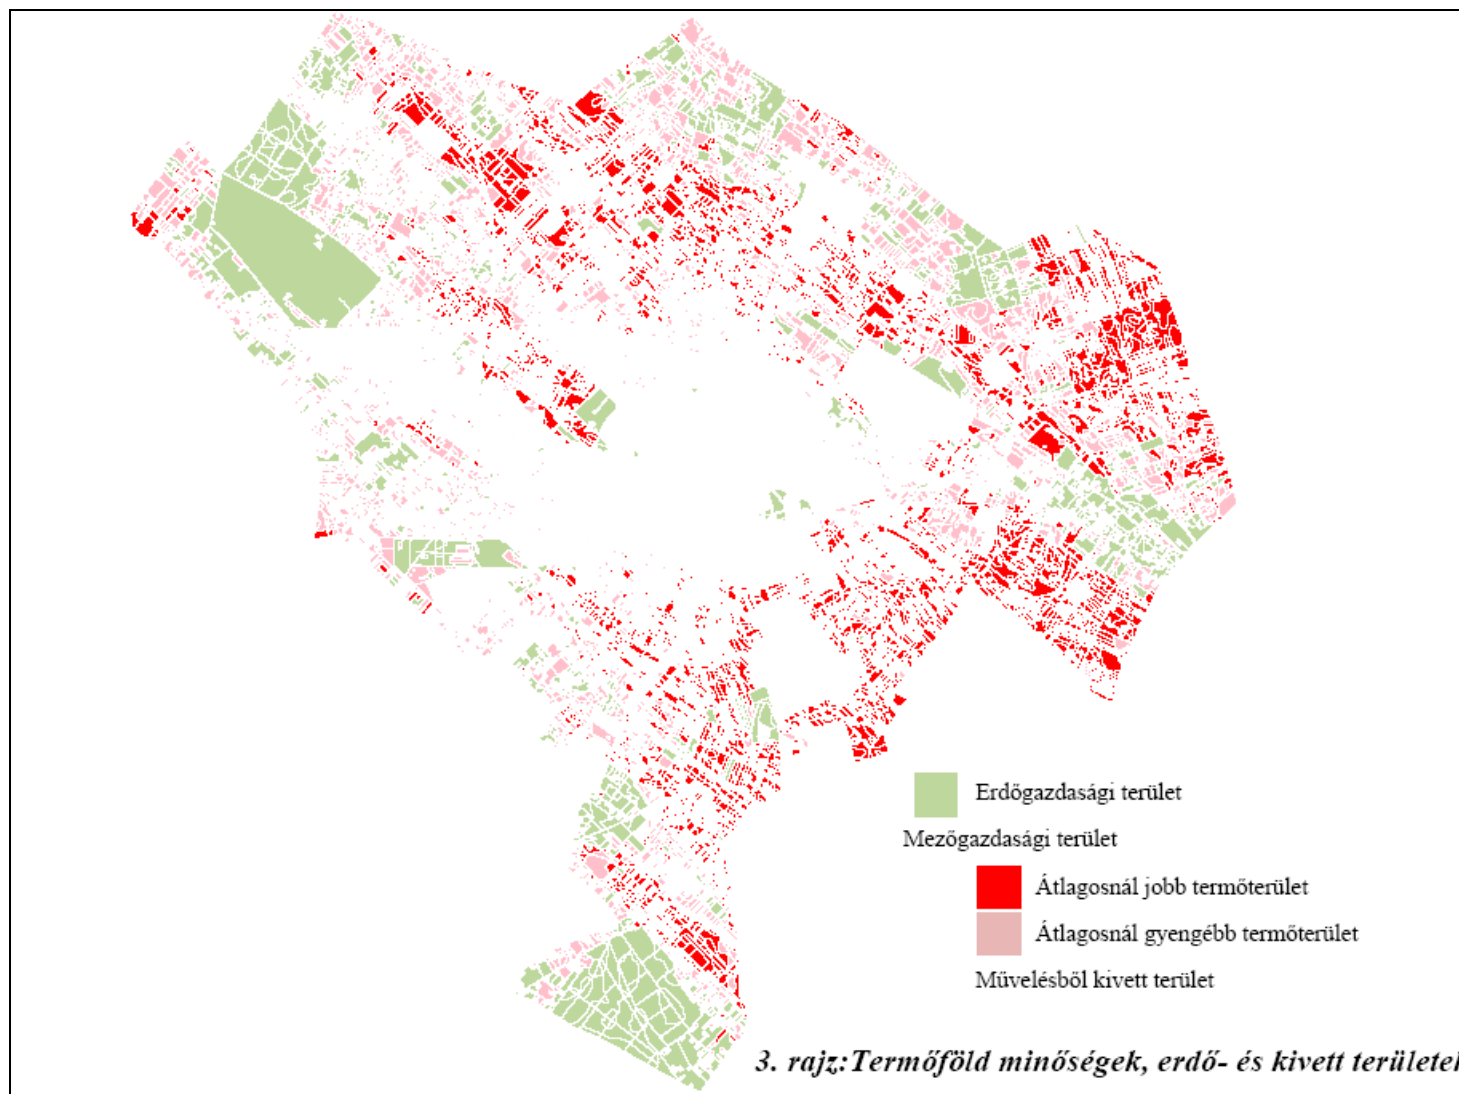 Erdőgazdasági terület
Mezőgazdasági terület
Átlagosnál jobb termőterület
Átlagosnál gyengébb termőterület
Művelésből kivett terület
3. rajz:Termőföld minőségek, erdő- és kivett területek